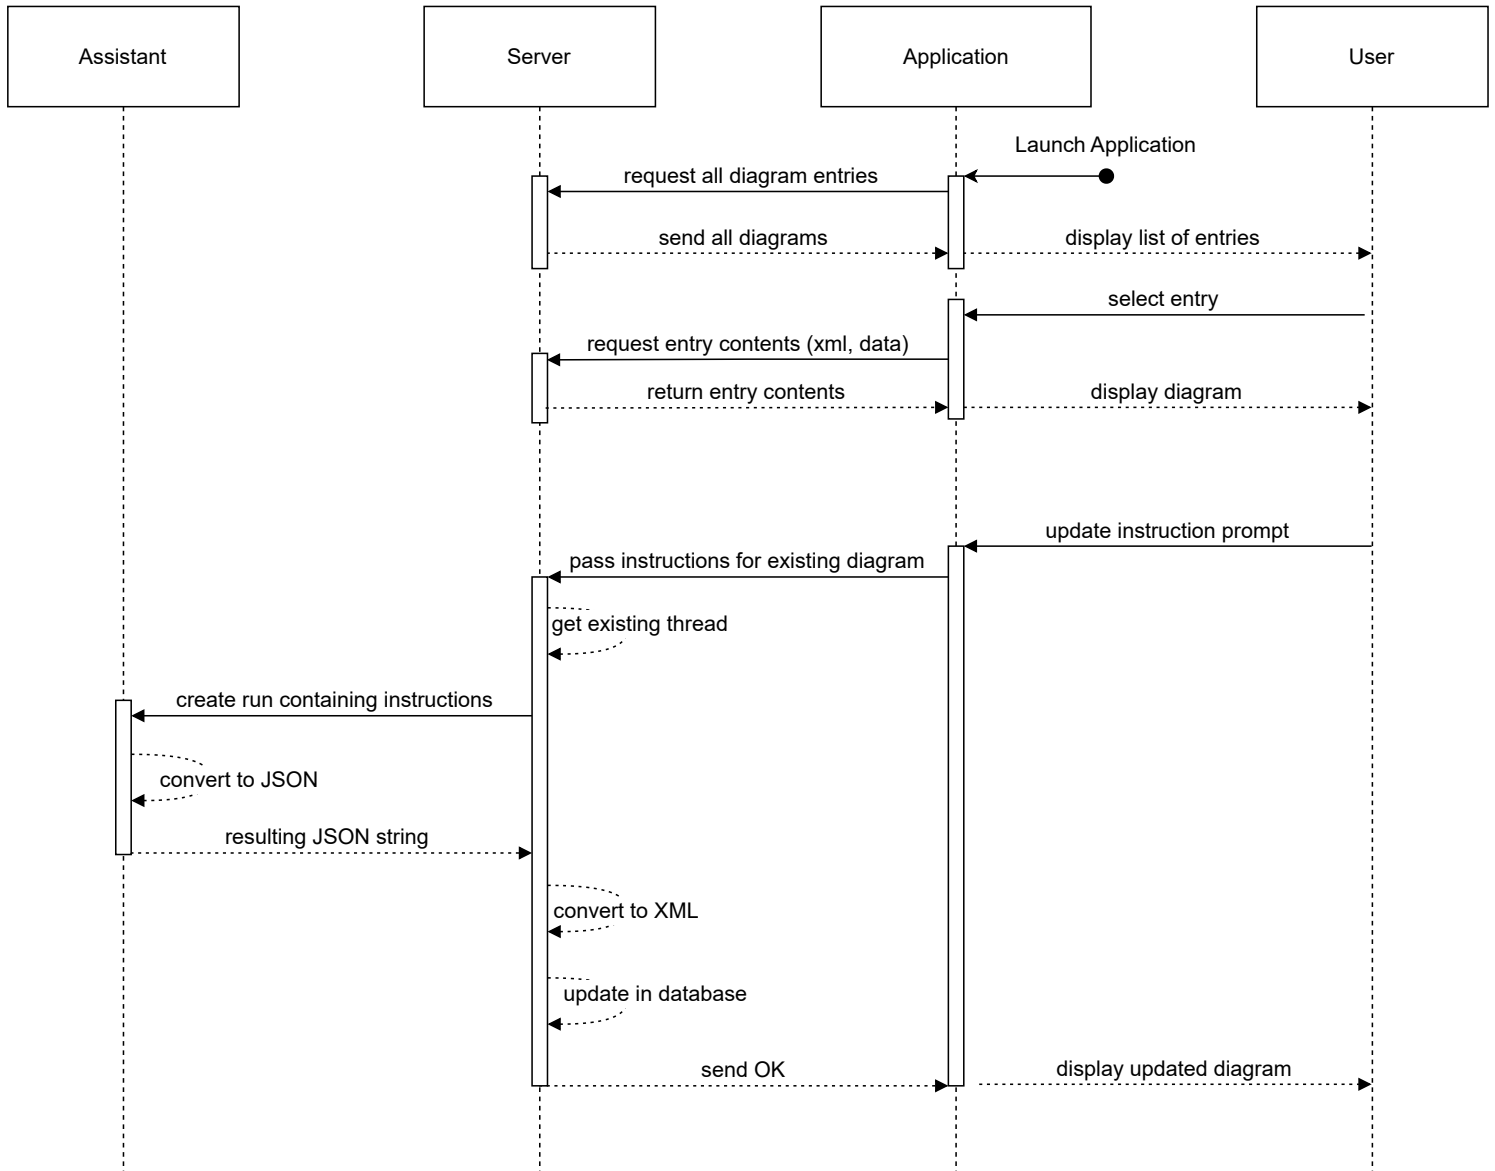 Assistant
Server
Application
User
Launch Application
request all diagram entries
send all diagrams
display list of entries
select entry
request entry contents (xml, data)
return entry contents
display diagram
update instruction prompt
pass instructions for existing diagram
get existing thread
create run containing instructions
convert to JSON
resulting JSON string
convert to XML
update in database
send OK
display updated diagram